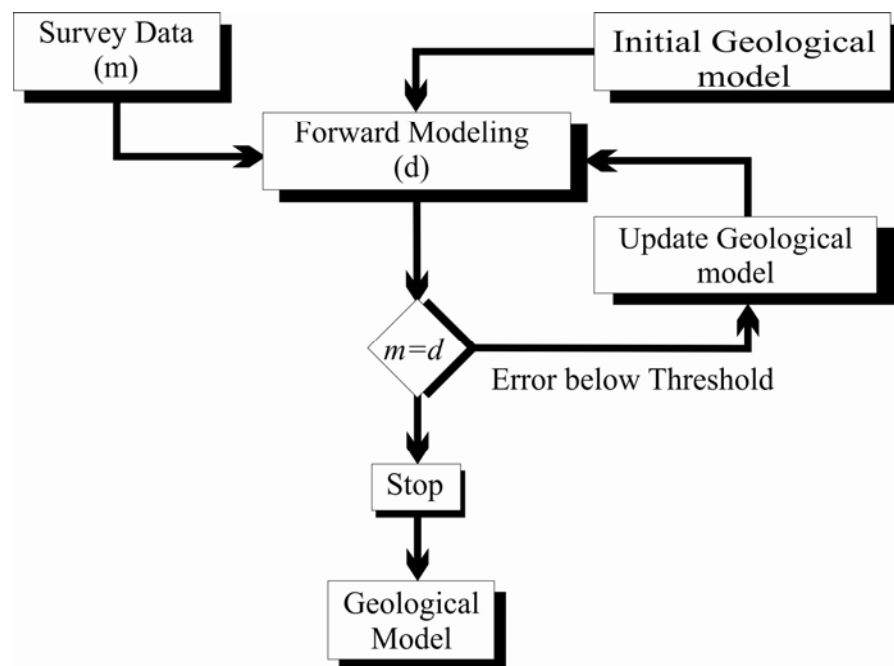 Survey Data
(m)
Initial Geological
model
Forward Modeling
(d)
Update Geological
model
m=d
Error below Threshold
Stop
Geological
Model